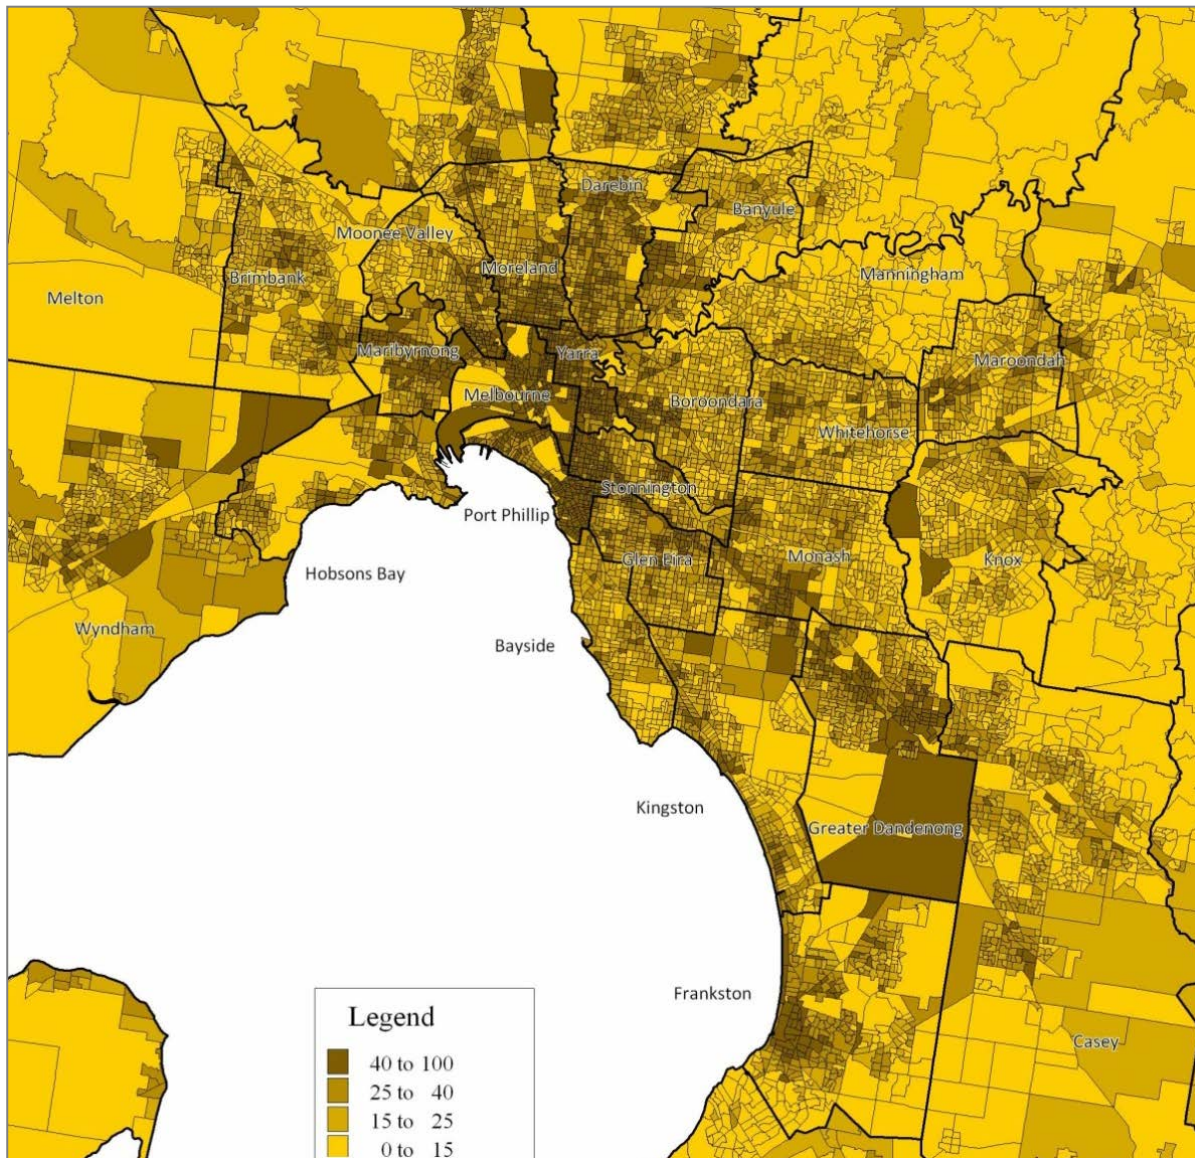 Darebin
Banyule
Moonee Valley
Moreland
Manningham
Brimbank
Melton
Maribyrnong
Yarra
Maroondah
Melbourne
Boroondara
Whitehorse
Stonnington
Port Phillip
Glen Eira
Monash
Knox
Hobsons Bay
Wyndham
Bayside
Kingston
Greater Dandenong
Frankston
Casey
Legend
40 to 100
25 to 40
15 to 25
0 to 15